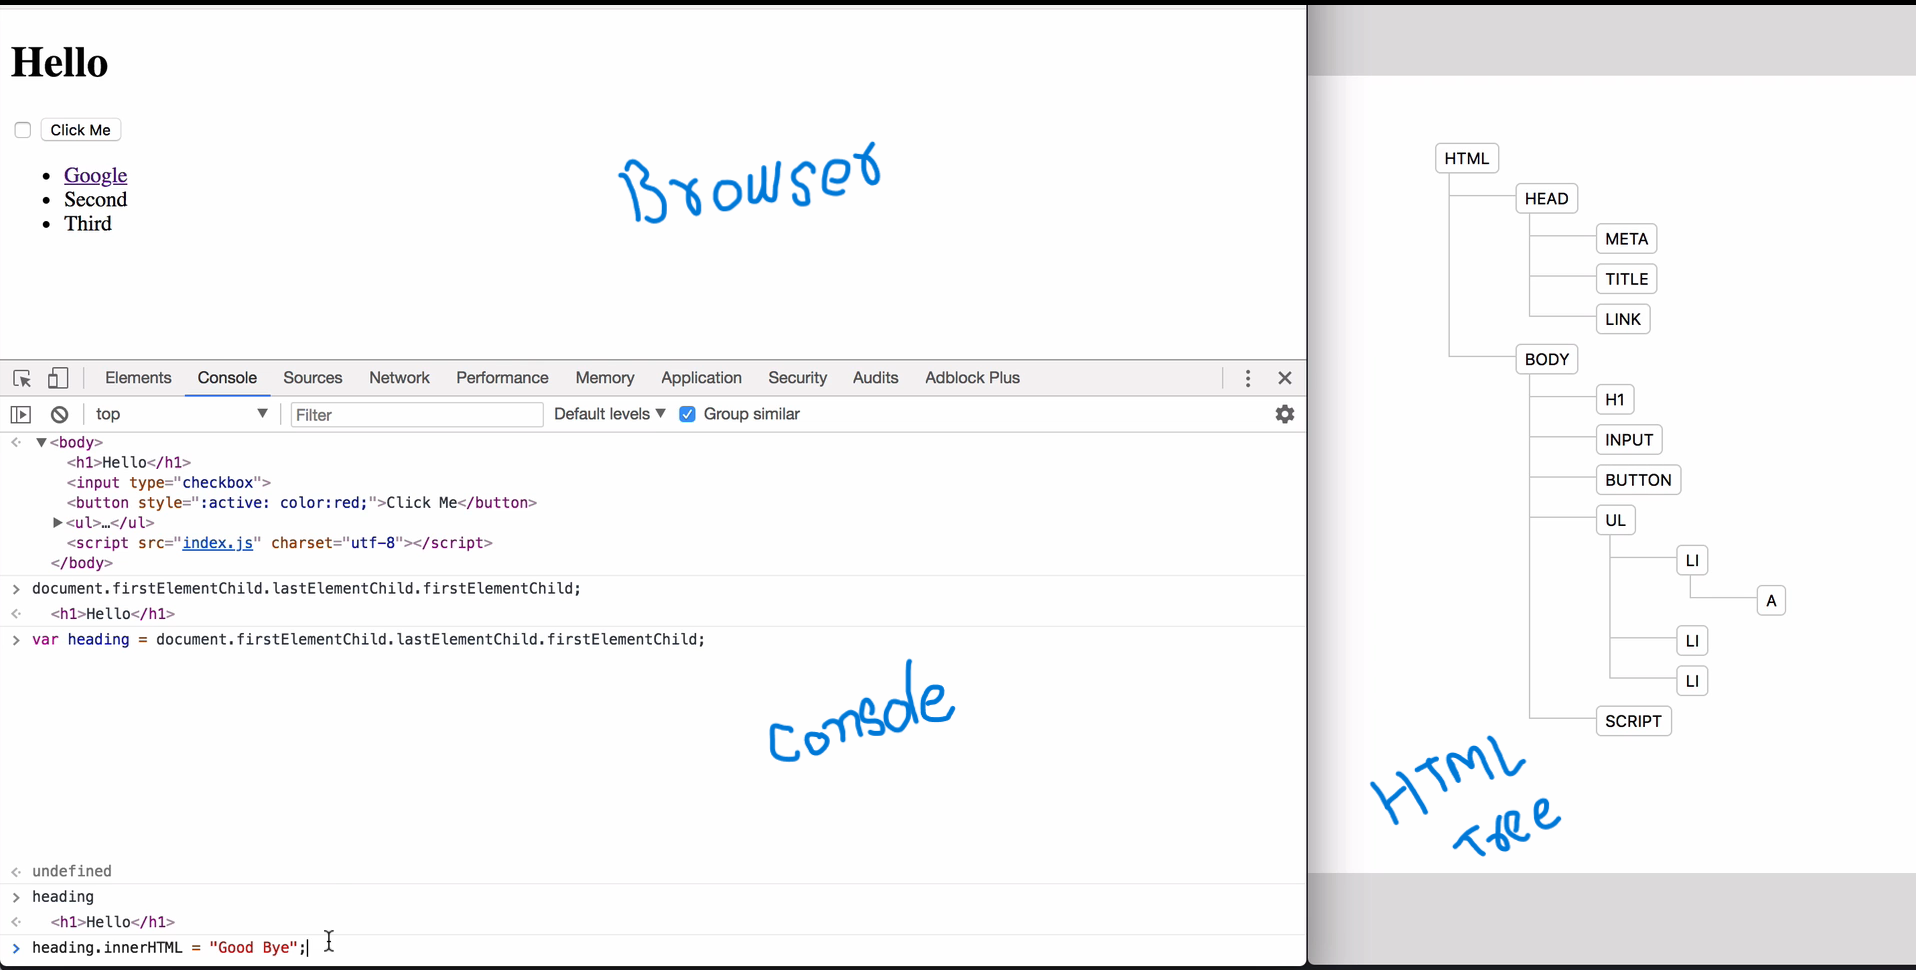 Hello
Click Me
Google
Second
Third
Browser
Elements Console Sources Network Performance Memory Application Security Audits Adblock Plus
top Filter Default levels Group similar
<body>
<h1>Hello</h1>
<input type="checkbox">
<button style=":active: color:red;">Click Me</button>
<ul>…</ul>
<script src="index.js" charset="utf-8"></script>
</body>
document.firstElementChild.lastElementChild.firstElementChild;
<h1>Hello</h1>
var heading = document.firstElementChild.lastElementChild.firstElementChild;
Console
undefined
heading
<h1>Hello</h1>
heading.innerHTML = "Good Bye";
HTML
HEAD
META
TITLE
LINK
BODY
H1
INPUT
BUTTON
UL
LI
A
LI
LI
SCRIPT
HTML
Tree